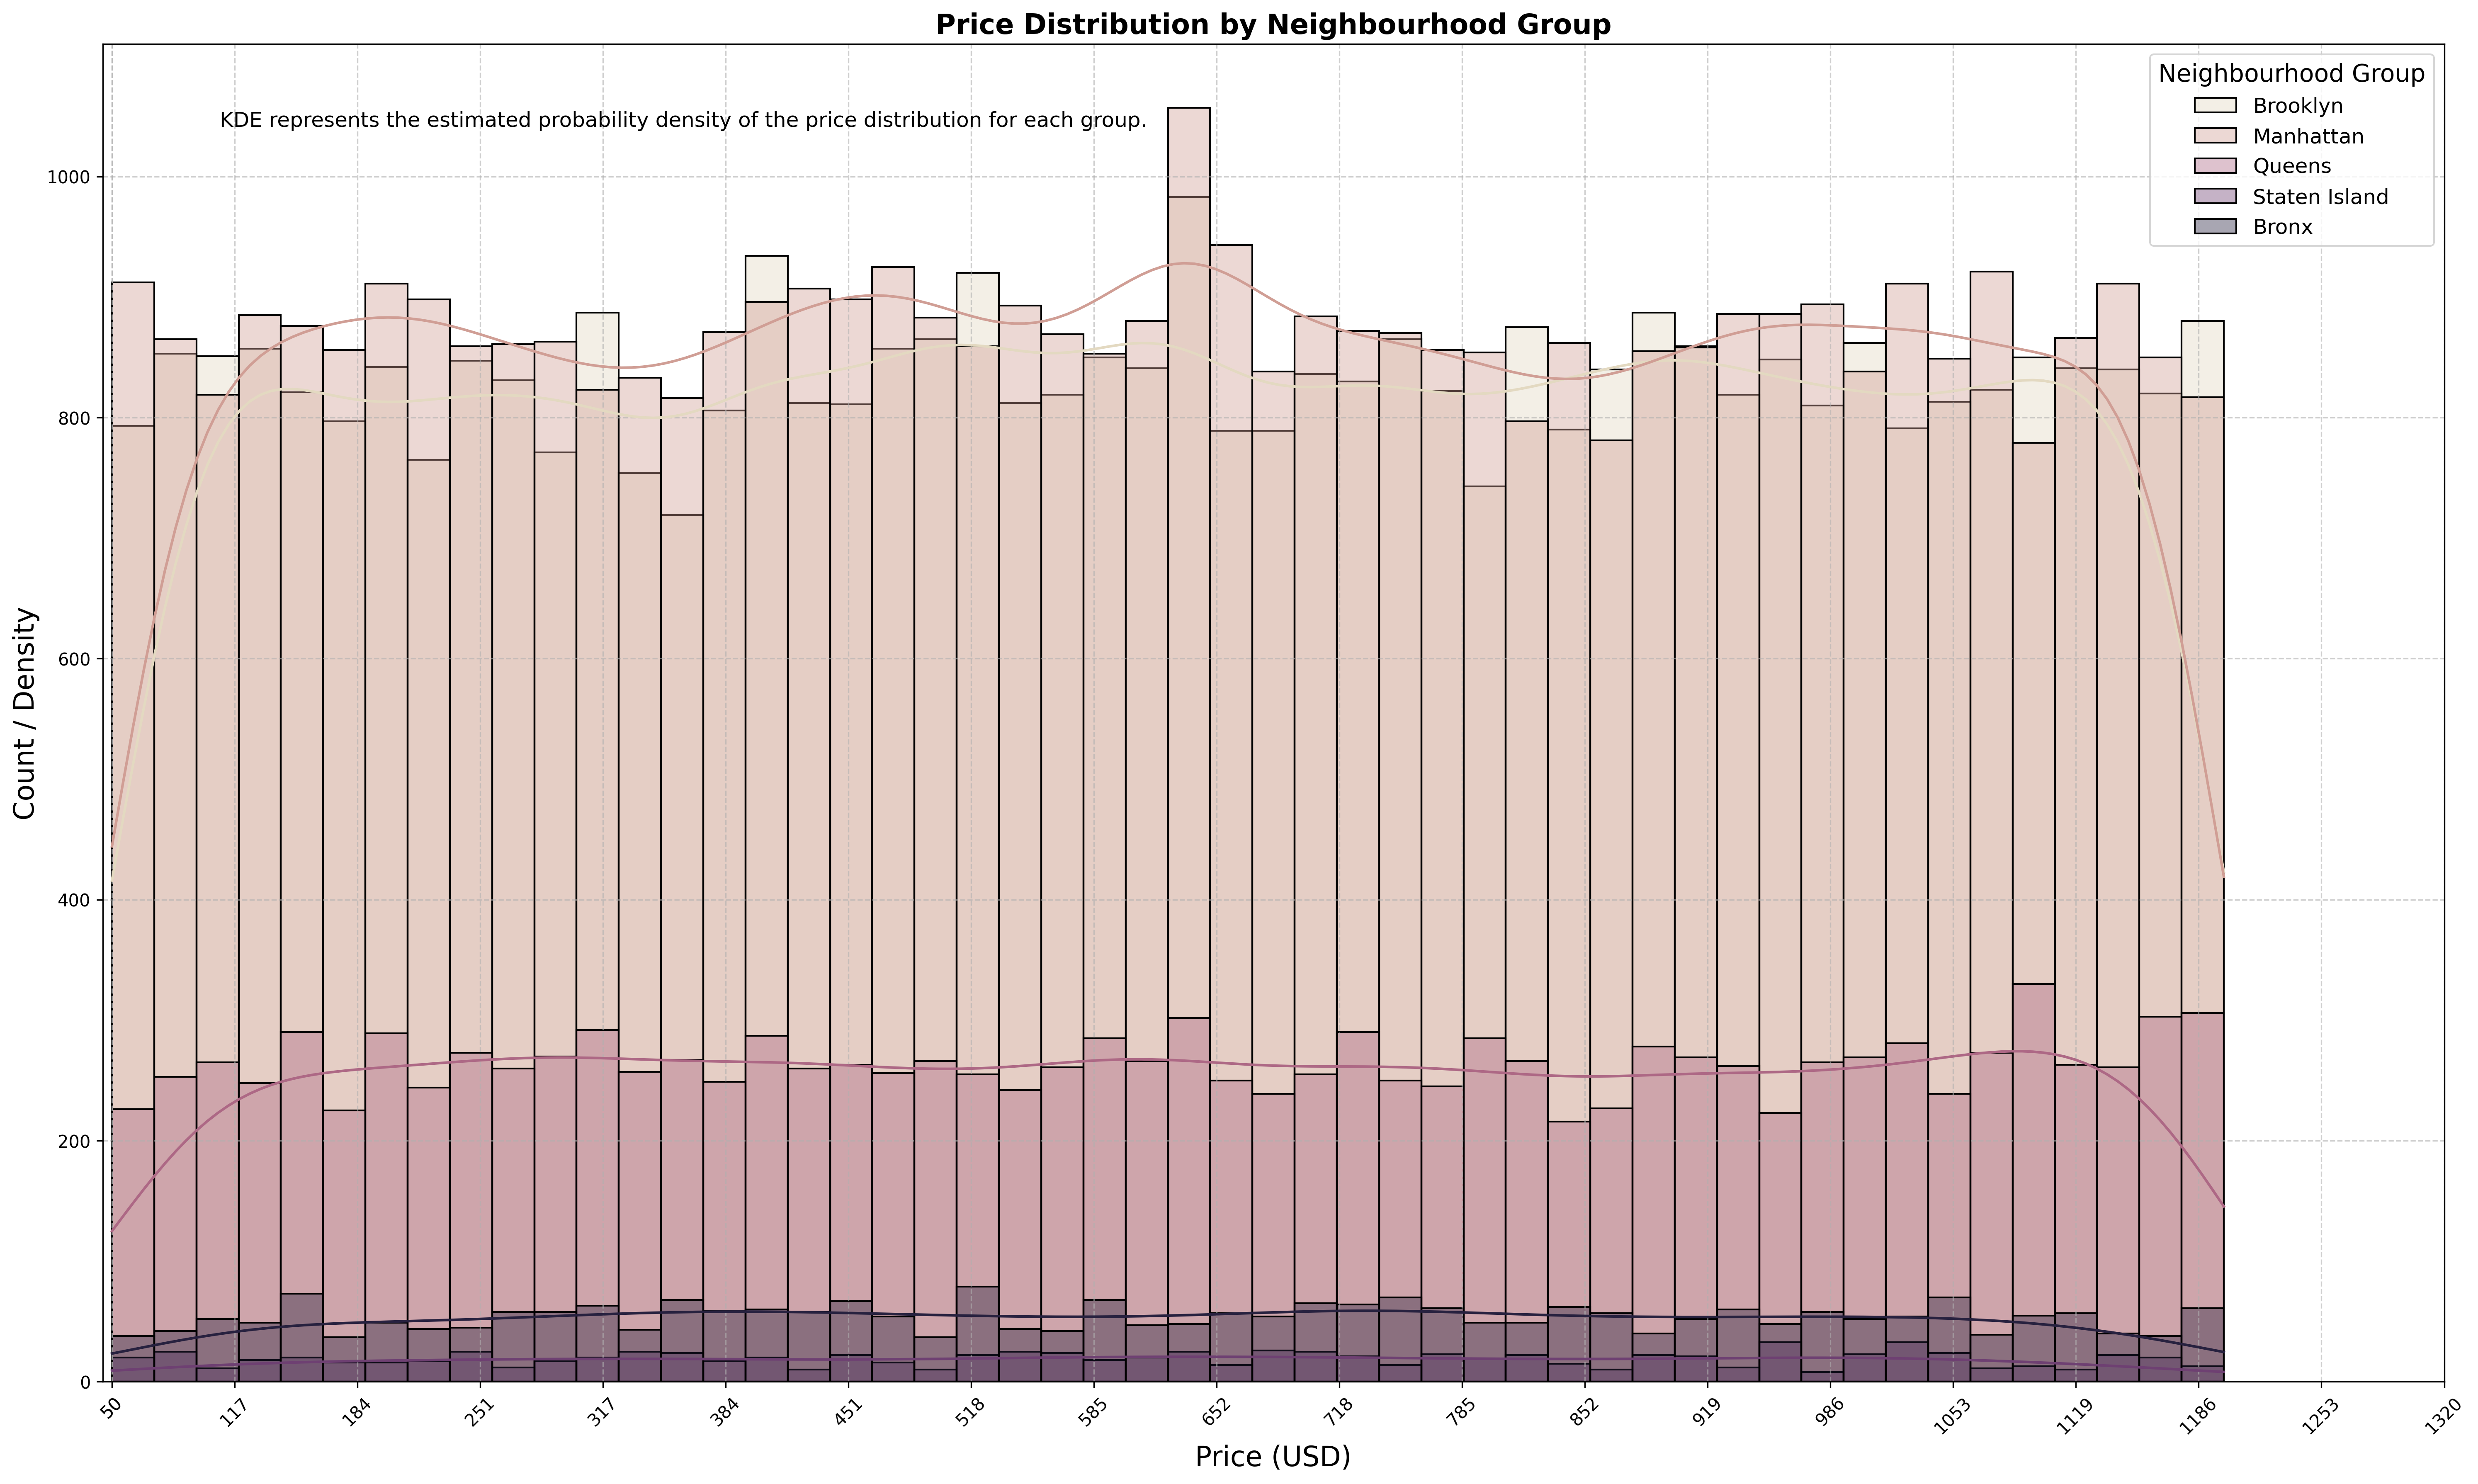 Price Distribution by Neighbourhood Group
KDE represents the estimated probability density of the price distribution for each group.
Neighbourhood Group
Brooklyn
Manhattan
Queens
Staten Island
Bronx
Count / Density
1000
800
600
400
200
0
50 117 184 251 317 384 451 518 585 652 718 785 852 919 986 1053 1119 1186 1253 1320
Price (USD)